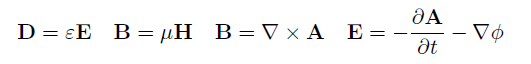 D = εE  B = μH  B = ∇ × A  E = −∂A/∂t − ∇ϕ